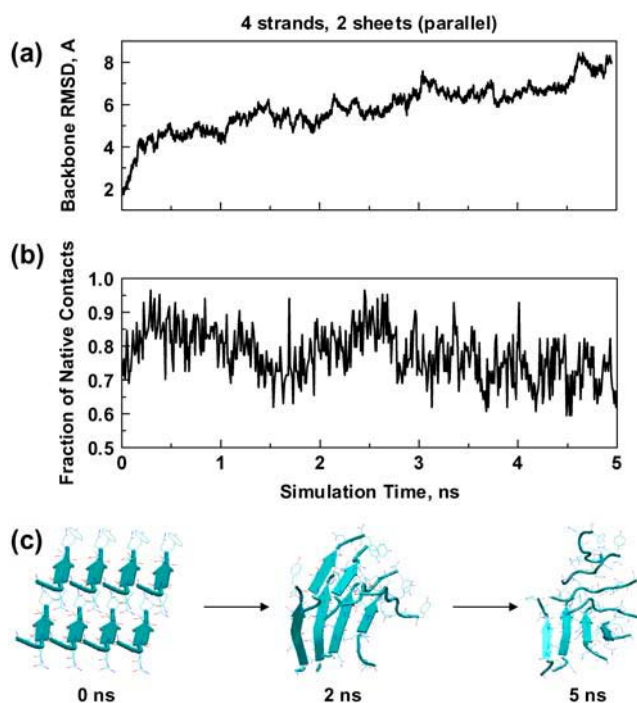 4 strands, 2 sheets (parallel)
(a)
Backbone RMSD, A
8
6
4
2
(b)
Fraction of Native Contacts
1.0
0.9
0.8
0.7
0.6
0.5
0 1 2 3 4 5
Simulation Time, ns
(c)
0 ns 2 ns 5 ns